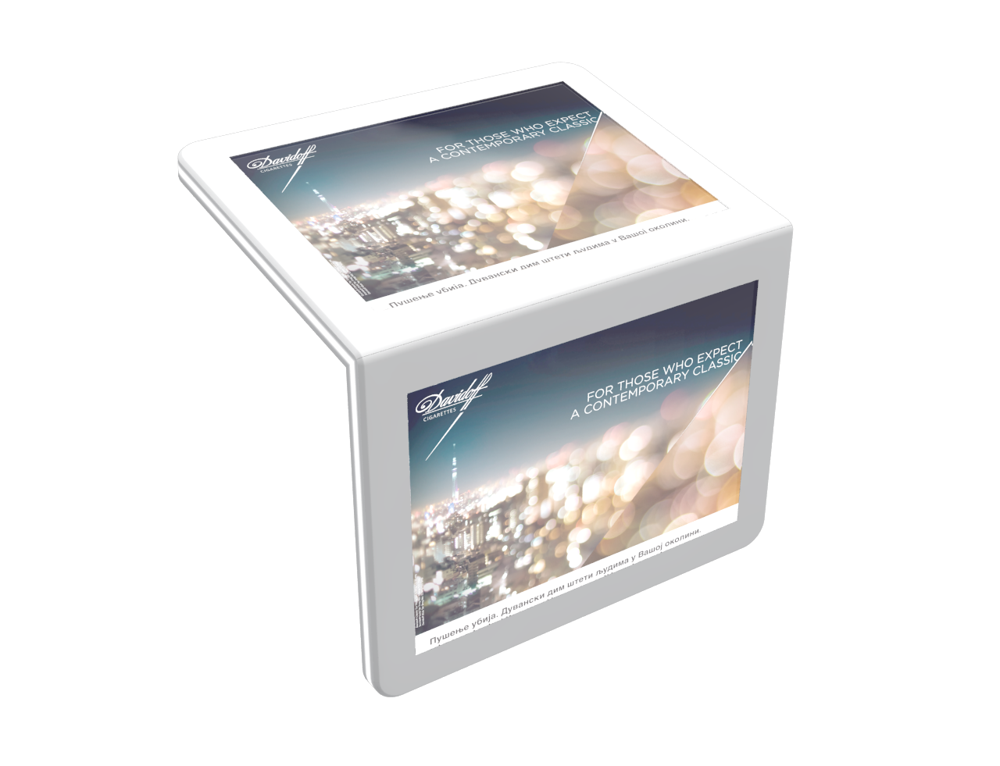 Davidoff
CIGARETTES
FOR THOSE WHO EXPECT
A CONTEMPORARY CLASSIC
Пушење убија. Дувански дим штети људима у Вашој околини.
Davidoff
CIGARETTES
FOR THOSE WHO EXPECT
A CONTEMPORARY CLASSIC
Пушење убија. Дувански дим штети људима у Вашој околини.